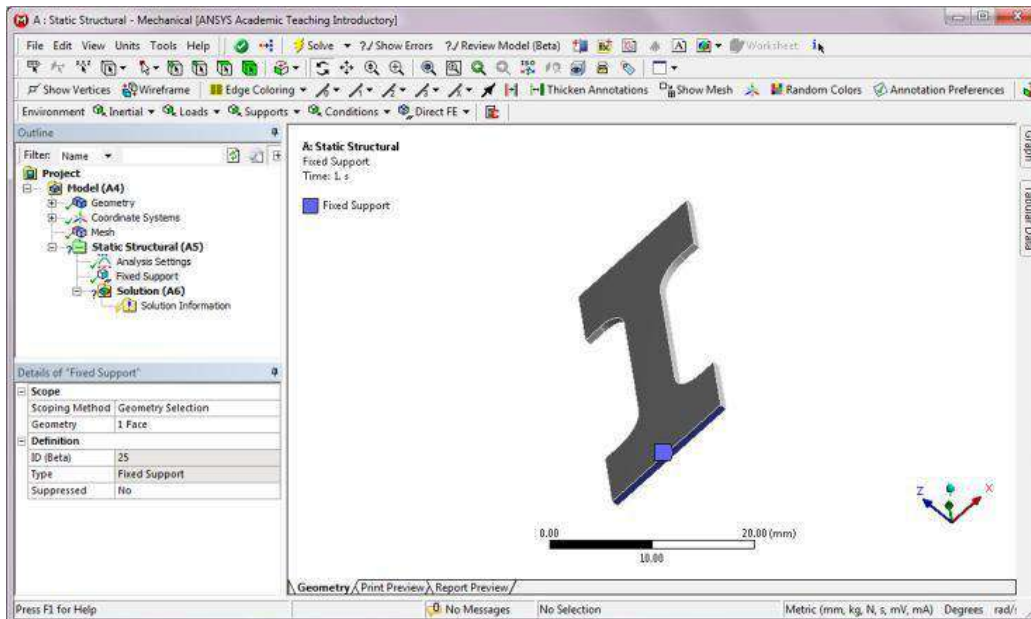 A : Static Structural - Mechanical [ANSYS Academic Teaching Introductory]
File Edit View Units Tools Help Solve ?/ Show Errors ?/ Review Model (Beta) A Worksheet
Show Vertices Wireframe Edge Coloring Thicken Annotations Show Mesh Random Colors Annotation Preferences
Environment Inertial Loads Supports Conditions Direct FE
Outline
Filter: Name
Project
Model (A4)
Geometry
Coordinate Systems
Mesh
Static Structural (A5)
Analysis Settings
Fixed Support
Solution (A6)
Solution Information
Details of "Fixed Support"
Scope
Scoping Method Geometry Selection
Geometry 1 Face
Definition
ID (Beta) 25
Type Fixed Support
Suppressed No
A: Static Structural
Fixed Support
Time: 1. s
Fixed Support
0.00 20.00 (mm)
10.00
Z X
Geometry Print Preview Report Preview
Graph
Tabular Data
Press F1 for Help No Messages No Selection Metric (mm, kg, N, s, mV, mA) Degrees rad/s